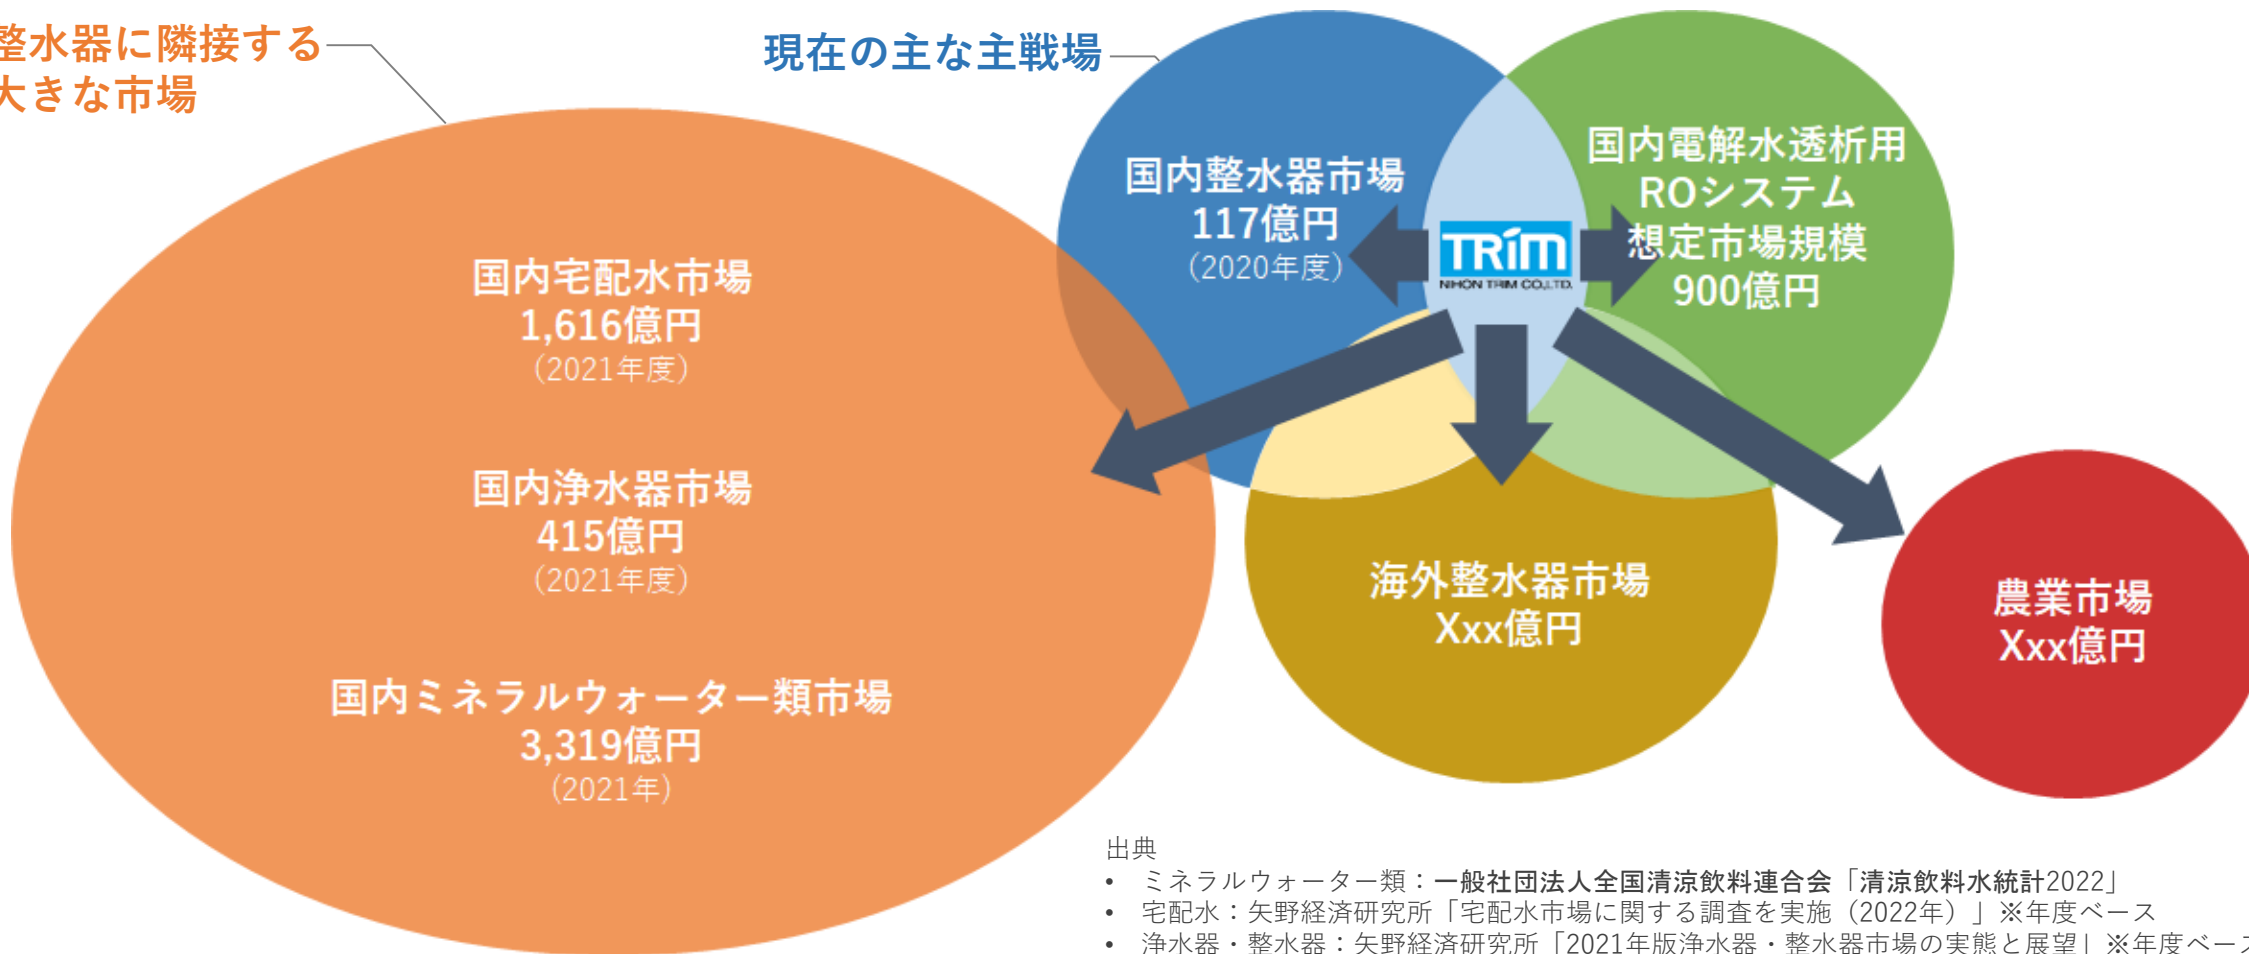 整水器に隣接する
大きな市場
現在の主な主戦場
国内宅配水市場
1,616億円
（2021年度）
国内浄水器市場
415億円
（2021年度）
国内ミネラルウォーター類市場
3,319億円
（2021年）
国内整水器市場
117億円
（2020年度）
TRIM
NIHON TRIM CO.,LTD.
国内電解水透析用
ROシステム
想定市場規模
900億円
海外整水器市場
Xxx億円
農業市場
Xxx億円
出典
• ミネラルウォーター類：一般社団法人全国清涼飲料連合会「清涼飲料水統計2022」
• 宅配水：矢野経済研究所「宅配水市場に関する調査を実施（2022年）」※年度ベース
• 浄水器・整水器：矢野経済研究所「2021年版浄水器・整水器市場の実態と展望」※年度ベース